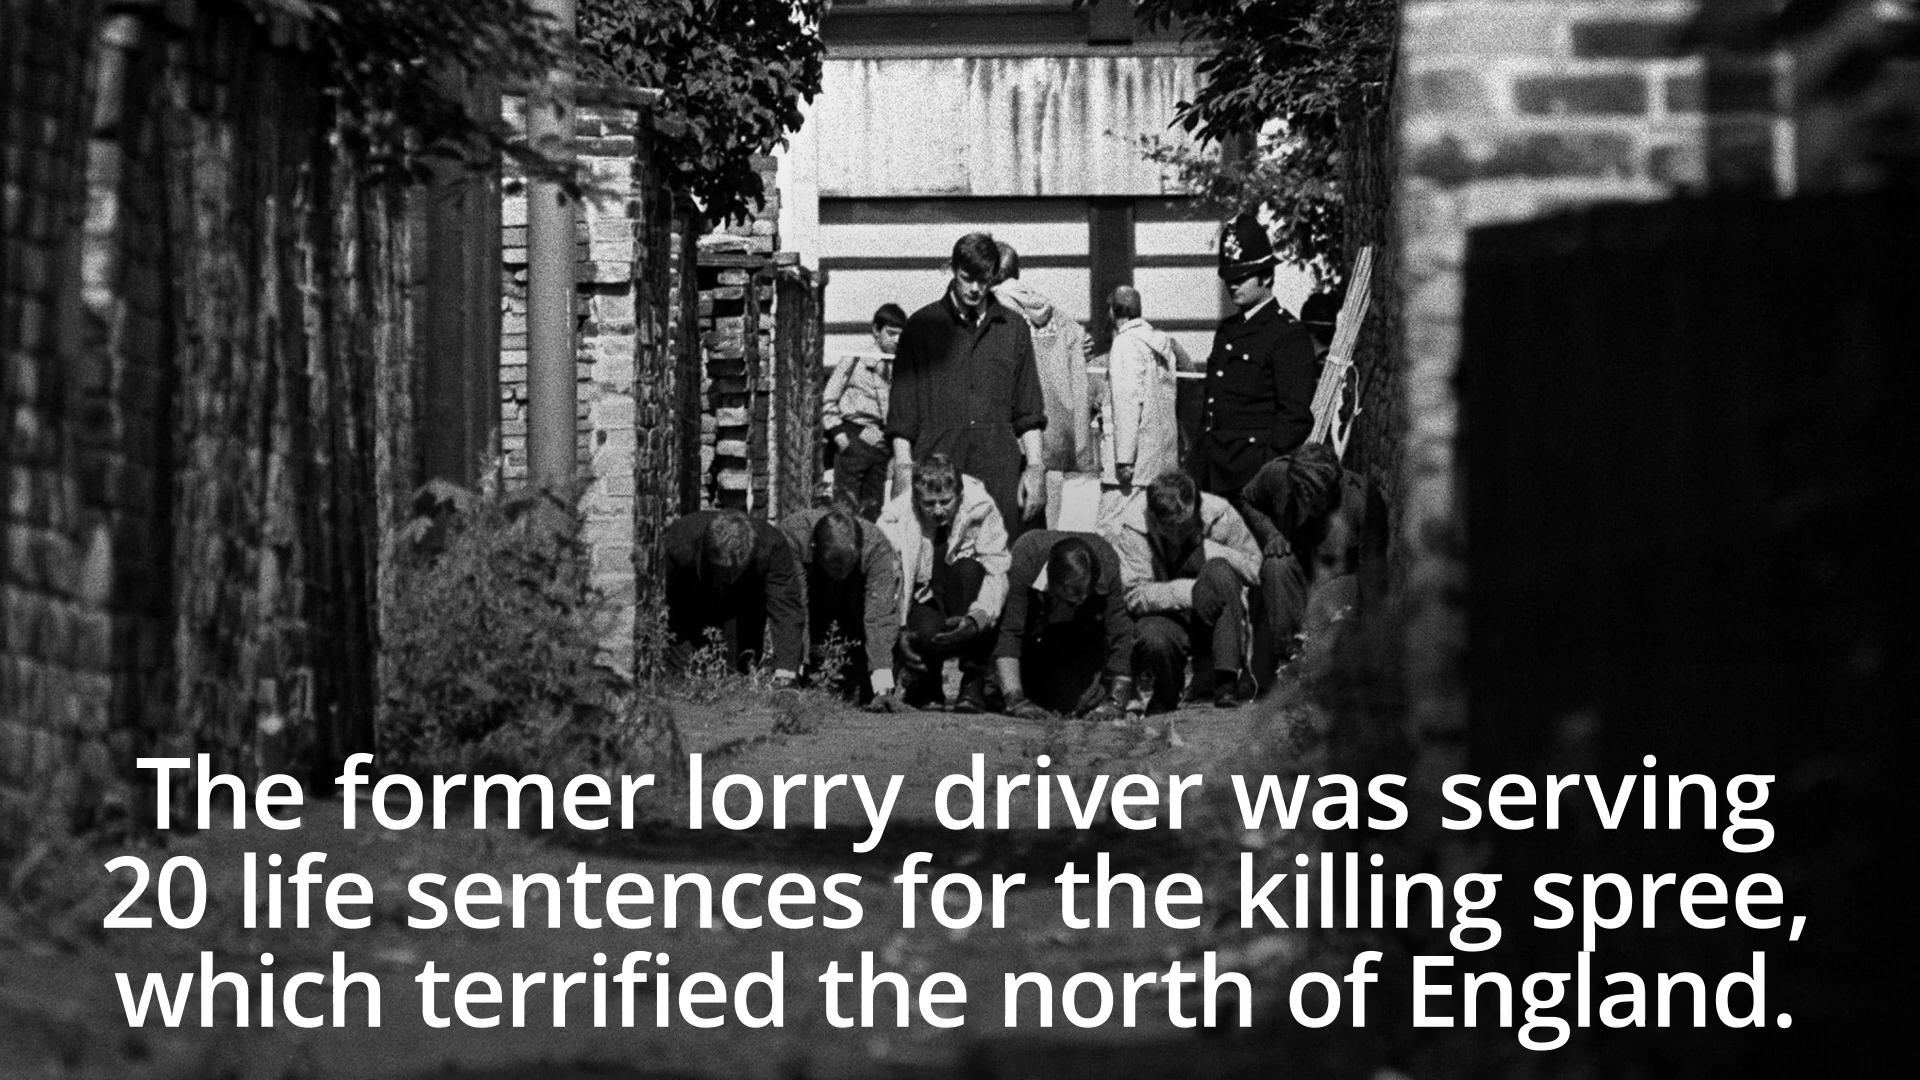 The former lorry driver was serving
20 life sentences for the killing spree,
which terrified the north of England.